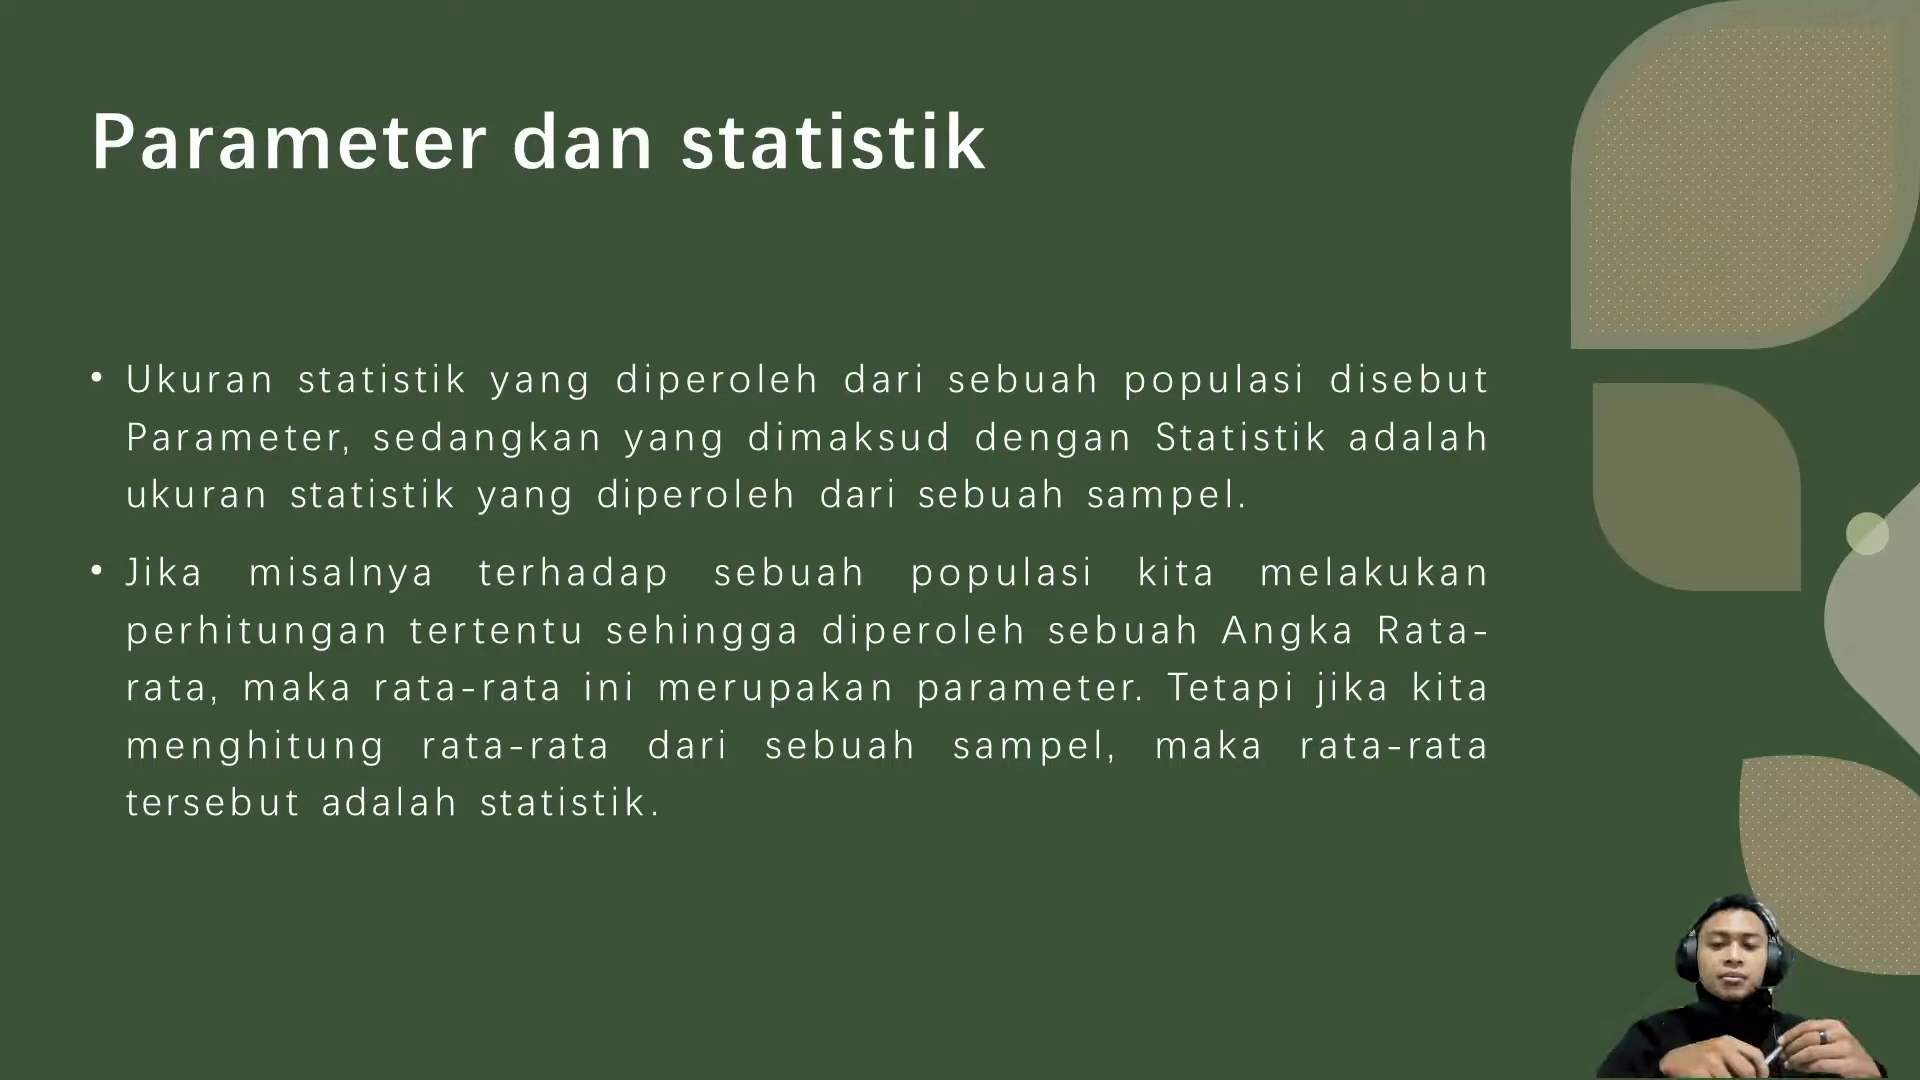 Parameter dan statistik
• Ukuran statistik yang diperoleh dari sebuah populasi disebut
Parameter, sedangkan yang dimaksud dengan Statistik adalah
ukuran statistik yang diperoleh dari sebuah sampel.
• Jika misalnya terhadap sebuah populasi kita melakukan
perhitungan tertentu sehingga diperoleh sebuah Angka Rata-
rata, maka rata-rata ini merupakan parameter. Tetapi jika kita
menghitung rata-rata dari sebuah sampel, maka rata-rata
tersebut adalah statistik.